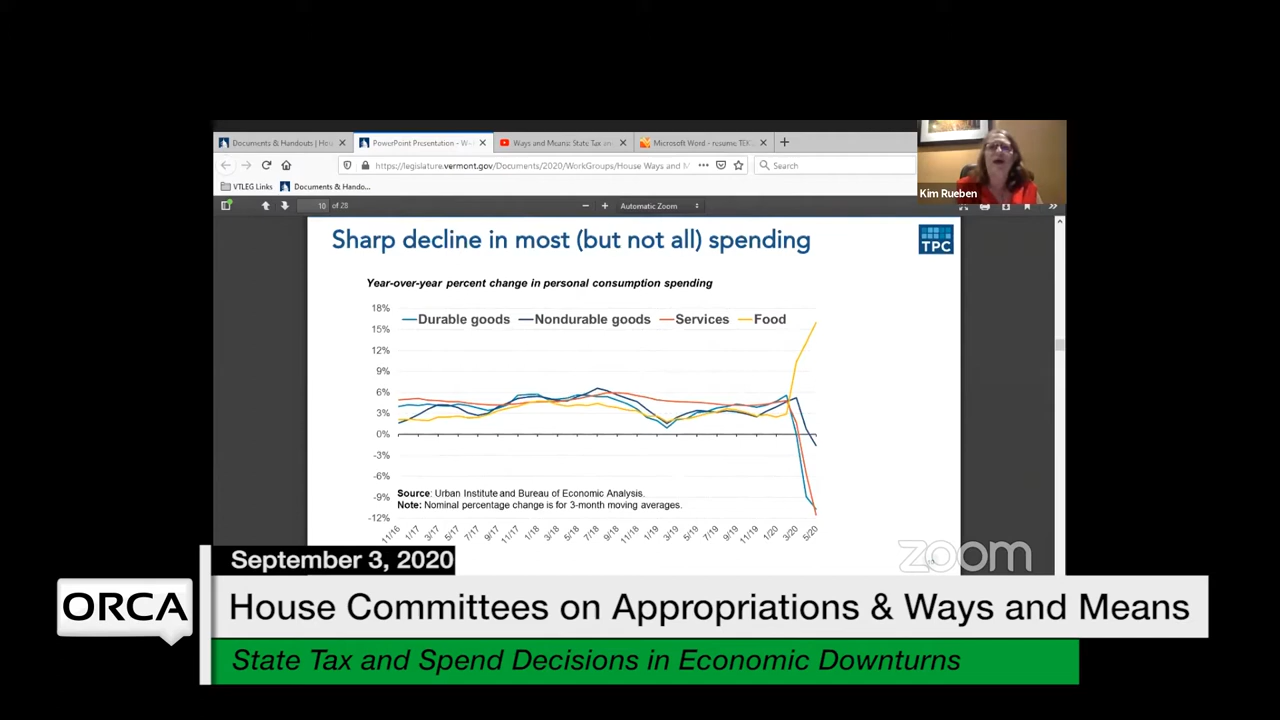 Documents & Handouts | Hou
PowerPoint Presentation - W
Ways and Means: State Tax an
Microsoft Word - resume TEK
https://legislature.vermont.gov/Documents/2020/WorkGroups/House Ways and M
Search
VTLEG Links
Documents & Hando...
10 of 28
Automatic Zoom
Kim Rueben
Sharp decline in most (but not all) spending
TPC
Year-over-year percent change in personal consumption spending
18%
Durable goods Nondurable goods Services Food
15%
12%
9%
6%
3%
0%
-3%
-6%
-9%
-12%
Source: Urban Institute and Bureau of Economic Analysis.
Note: Nominal percentage change is for 3-month moving averages.
11/16 1/17 3/17 5/17 7/17 9/17 11/17 1/18 3/18 5/18 7/18 9/18 11/18 1/19 3/19 5/19 7/19 9/19 11/19 1/20 3/20 5/20
zoom
September 3, 2020
ORCA
House Committees on Appropriations & Ways and Means
State Tax and Spend Decisions in Economic Downturns